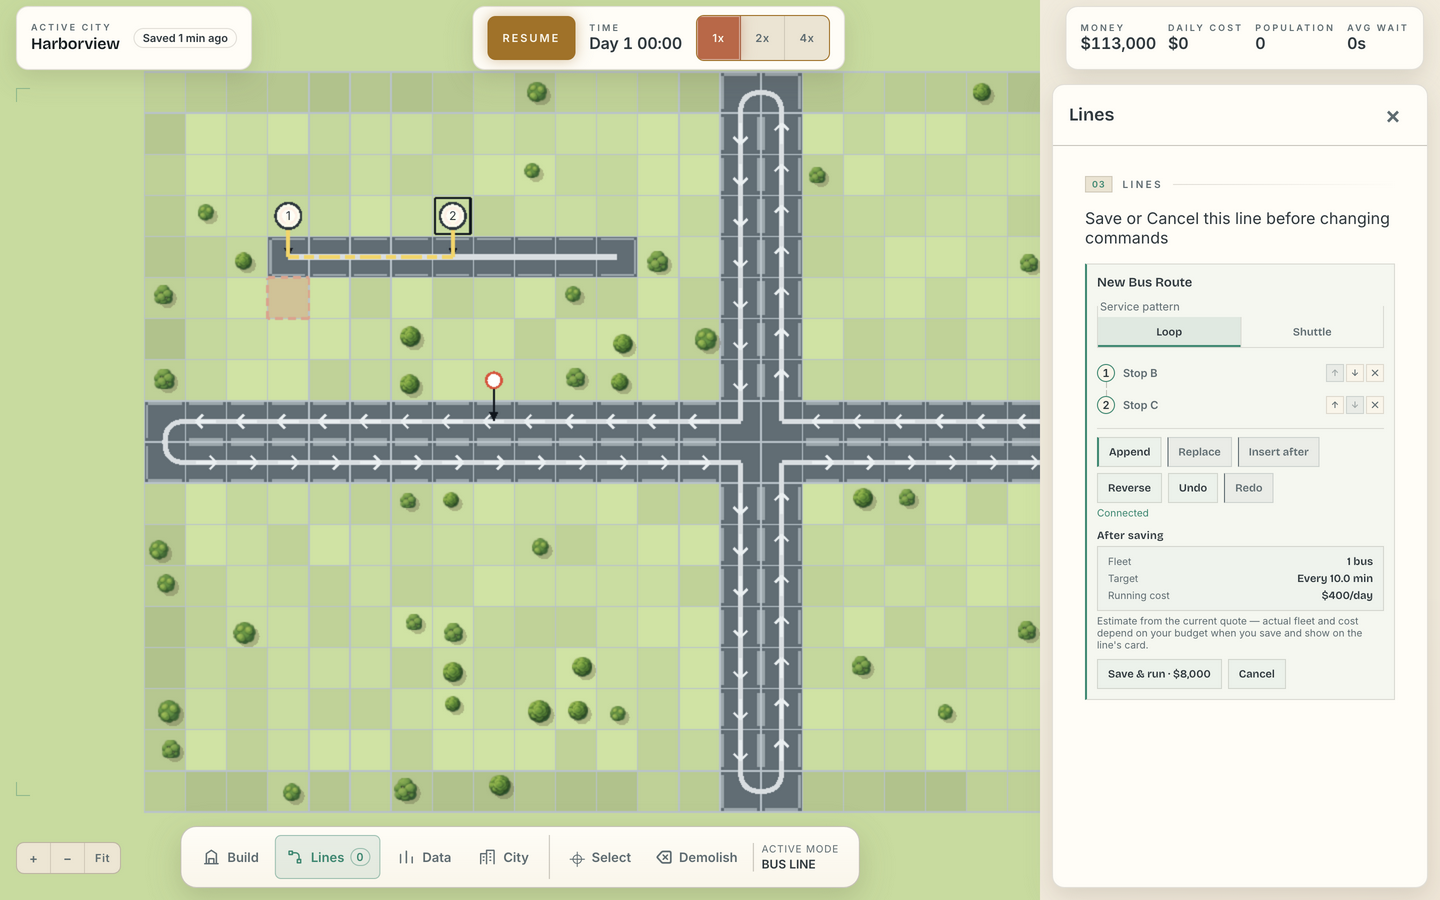 ACTIVE CITY
Harborview
Saved 1 min ago
RESUME
TIME
Day 1 00:00
1x
2x
4x
MONEY
$113,000
DAILY COST
$0
POPULATION
0
AVG WAIT
0s
1
2
Lines
×
03
LINES
Save or Cancel this line before changing
commands
New Bus Route
Service pattern
Loop
Shuttle
1
Stop B
↑ ↓ ×
2
Stop C
↑ ↓ ×
Append
Replace
Insert after
Reverse
Undo
Redo
Connected
After saving
Fleet
1 bus
Target
Every 10.0 min
Running cost
$400/day
Estimate from the current quote — actual fleet and cost
depend on your budget when you save and show on the
line's card.
Save & run · $8,000
Cancel
+
−
Fit
Build
Lines
0
Data
City
Select
Demolish
ACTIVE MODE
BUS LINE